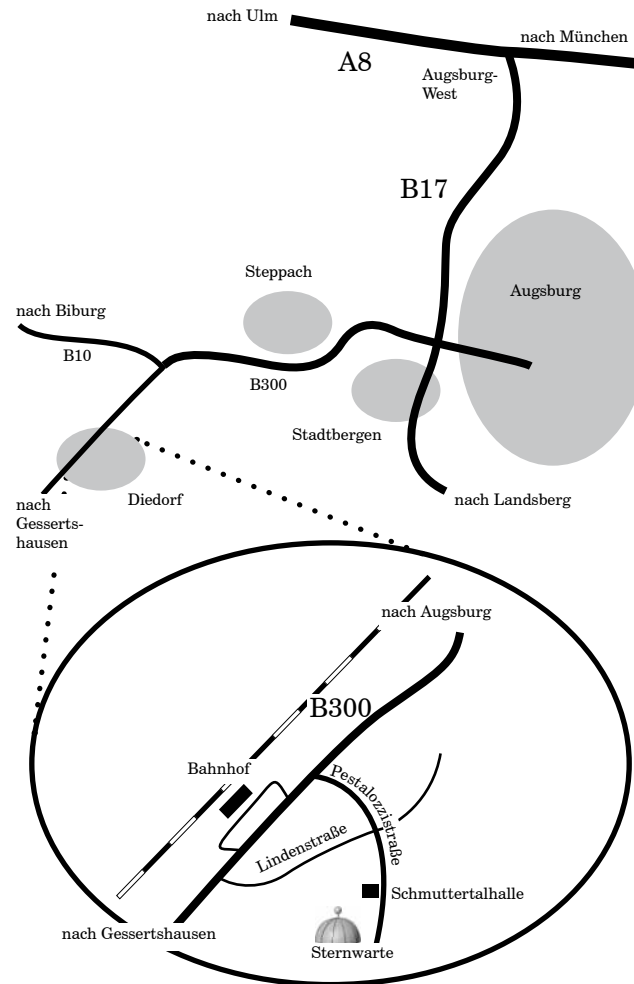 nach Ulm
nach München
A8
Augsburg-
West
B17
Steppach
Augsburg
nach Biburg
B10
B300
Stadtbergen
nach
Gesserts-
hausen
Diedorf
nach Landsberg
nach Augsburg
B300
Bahnhof
Pestalozzistraße
Lindenstraße
Schmuttertalhalle
nach Gessertshausen
Sternwarte